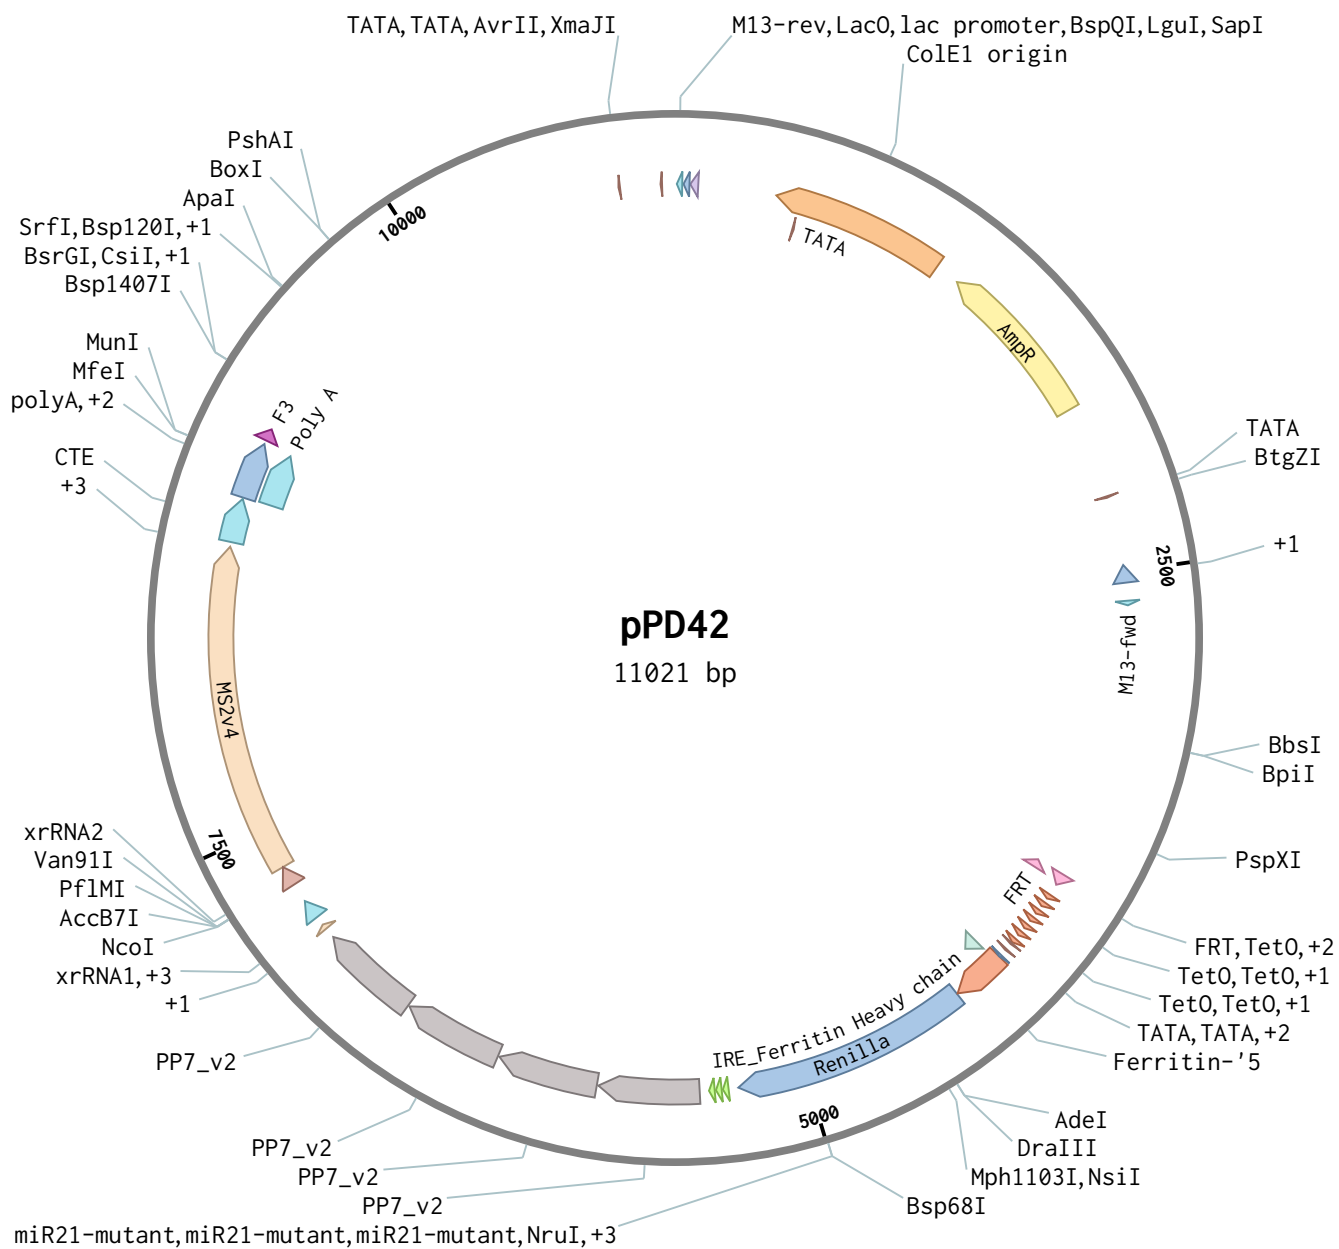 TATA,TATA,AvrII,XmaJI
M13-rev,LacO,lac promoter,BspQI,LguI,SapI
ColE1 origin
PshAI
BoxI
ApaI
SrfI,Bsp120I,+1
BsrGI,CsiI,+1
Bsp1407I
MunI
MfeI
polyA,+2
CTE
+3
10000
TATA
AmpR
F3
Poly A
TATA
BtgZI
2500
+1
M13-fwd
pPD42
11021 bp
MS2v4
BbsI
BpiI
PspXI
7500
xrRNA2
Van91I
PflMI
AccB7I
NcoI
xrRNA1,+3
+1
FRT
FRT,TetO,+2
TetO,TetO,+1
TetO,TetO,+1
TATA,TATA,+2
Ferritin-'5
IRE_Ferritin Heavy chain
Renilla
5000
PP7_v2
PP7_v2
PP7_v2
PP7_v2
AdeI
DraIII
Mph1103I,NsiI
Bsp68I
miR21-mutant,miR21-mutant,miR21-mutant,NruI,+3